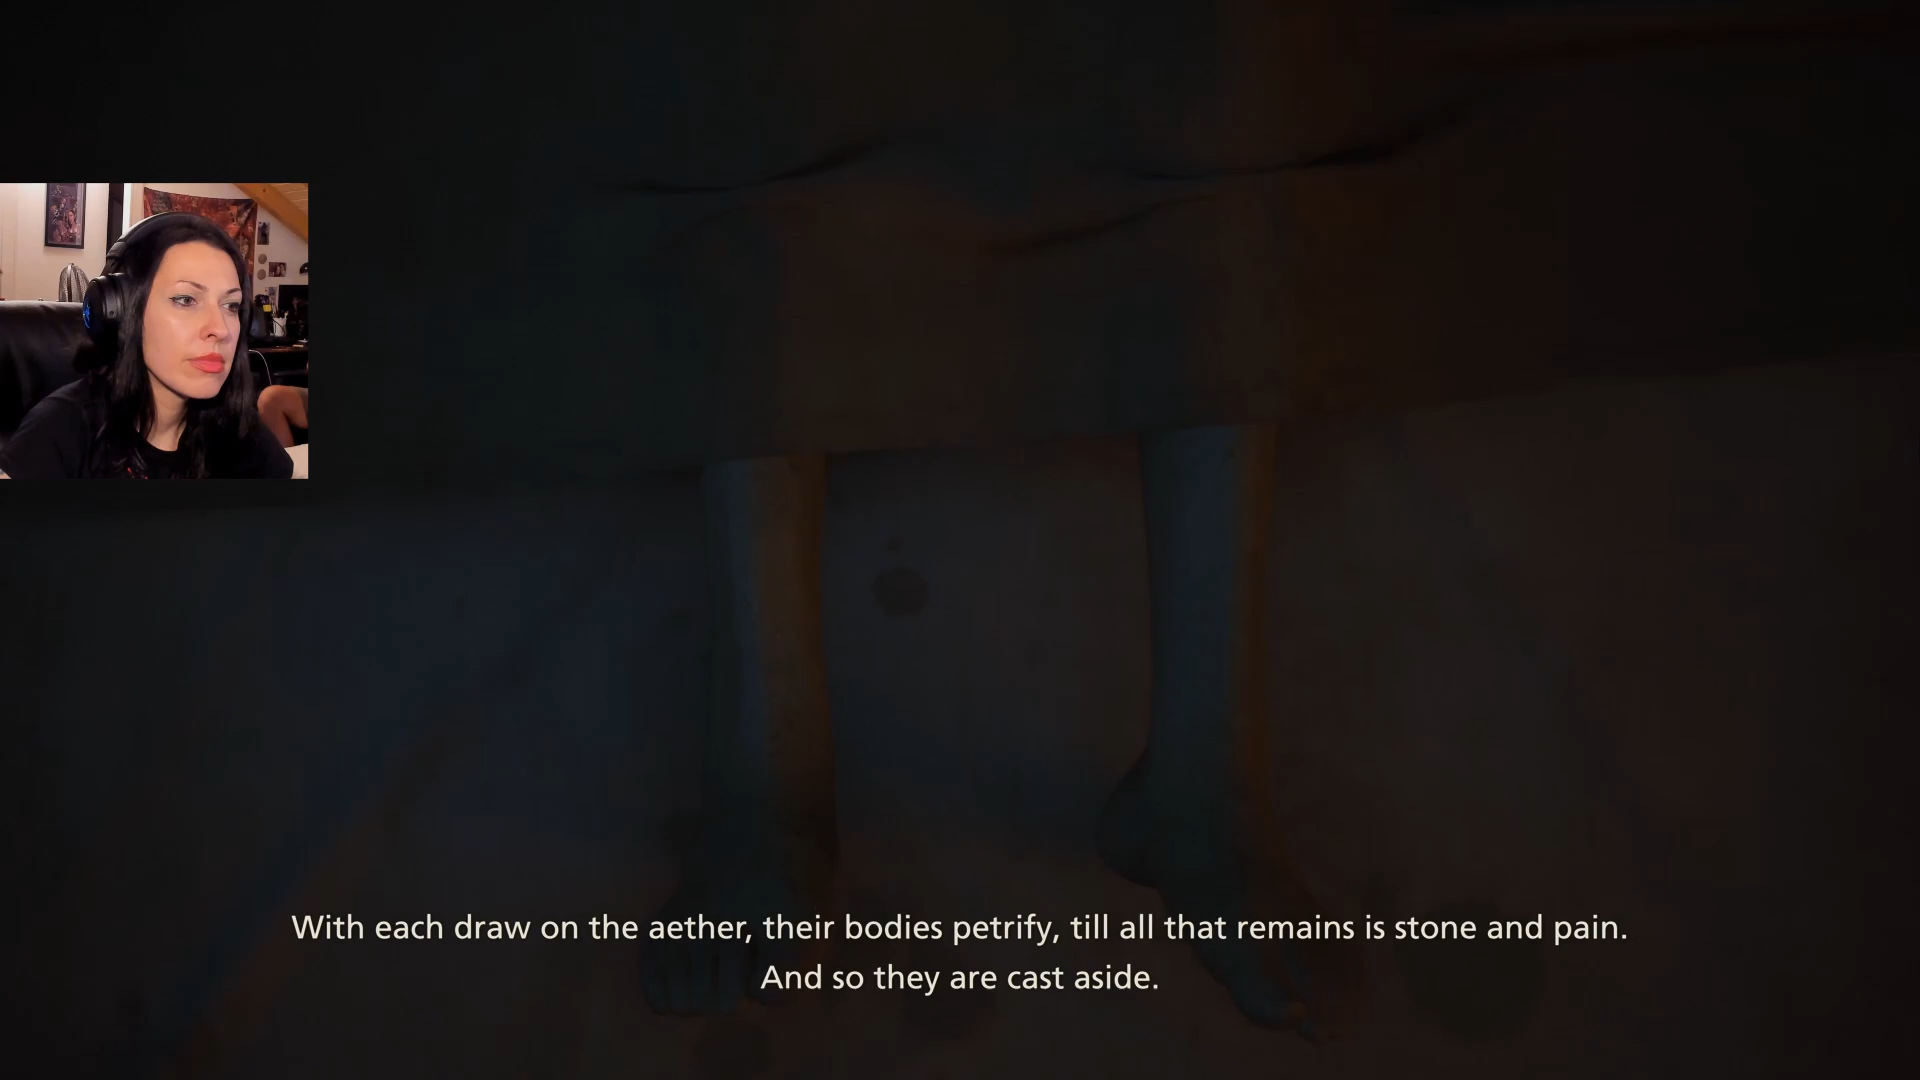 With each draw on the aether, their bodies petrify, till all that remains is stone and pain.
And so they are cast aside.